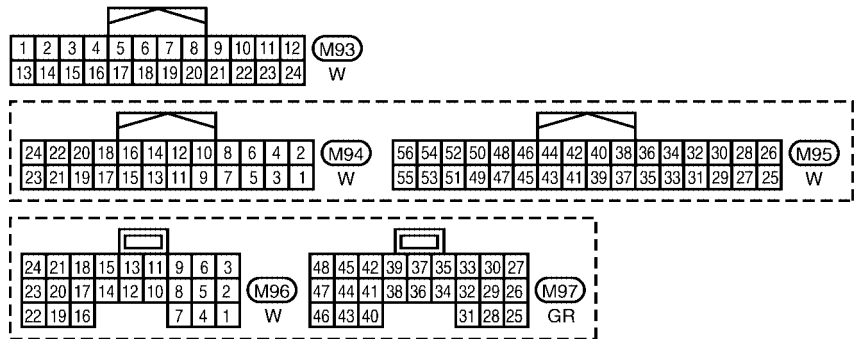 1 2 3 4 5 6 7 8 9 10 11 12 M93
13 14 15 16 17 18 19 20 21 22 23 24 W
24 22 20 18 16 14 12 10 8 6 4 2 M94
23 21 19 17 15 13 11 9 7 5 3 1 W
56 54 52 50 48 46 44 42 40 38 36 34 32 30 28 26 M95
55 53 51 49 47 45 43 41 39 37 35 33 31 29 27 25 W
24 21 18 15 13 11 9 6 3
23 20 17 14 12 10 8 5 2 M96
22 19 16 7 4 1 W
48 45 42 39 37 35 33 30 27
47 44 41 38 36 34 32 29 26 M97
46 43 40 31 28 25 GR